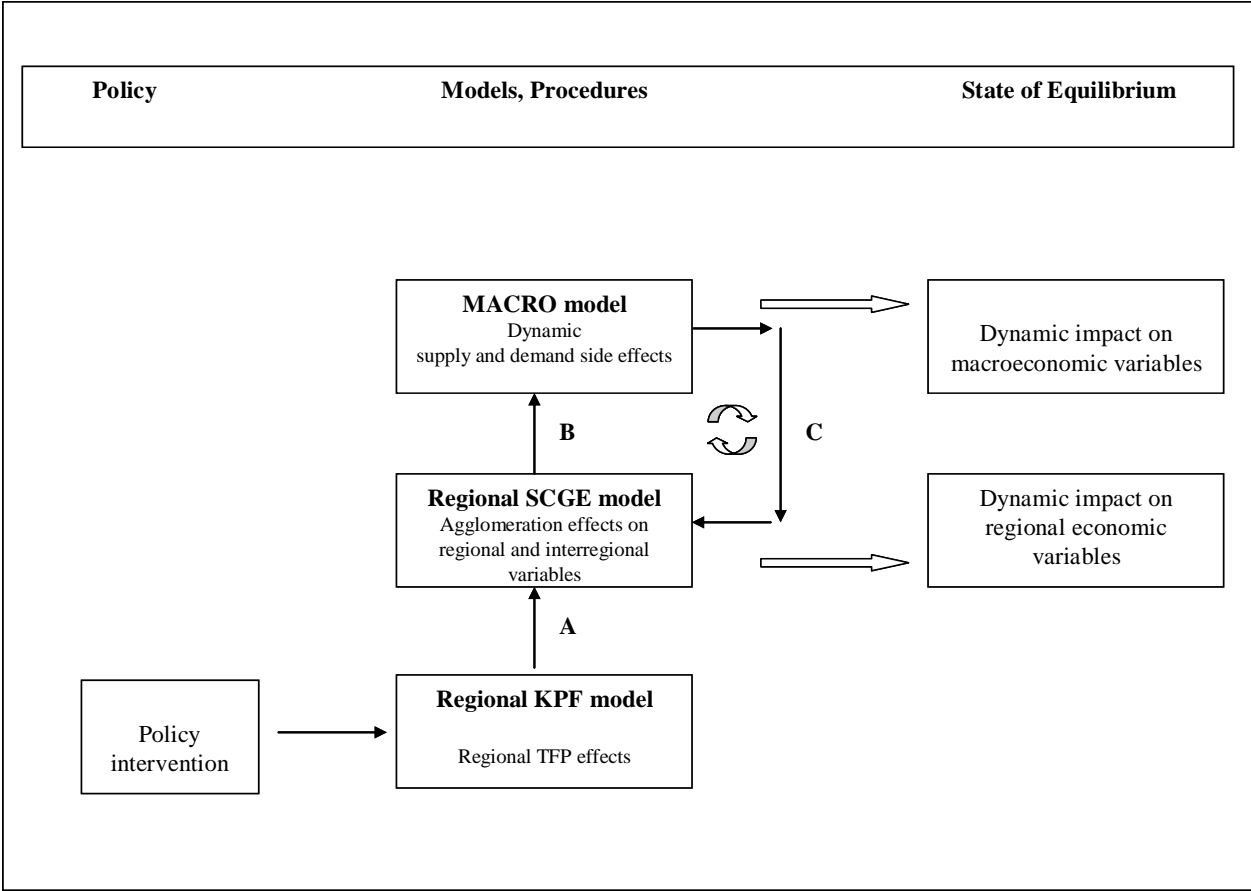 Policy Models, Procedures State of Equilibrium
MACRO model
Dynamic
supply and demand side effects
Dynamic impact on
macroeconomic variables
B
C
Regional SCGE model
Agglomeration effects on
regional and interregional
variables
Dynamic impact on
regional economic
variables
A
Policy
intervention
Regional KPF model
Regional TFP effects